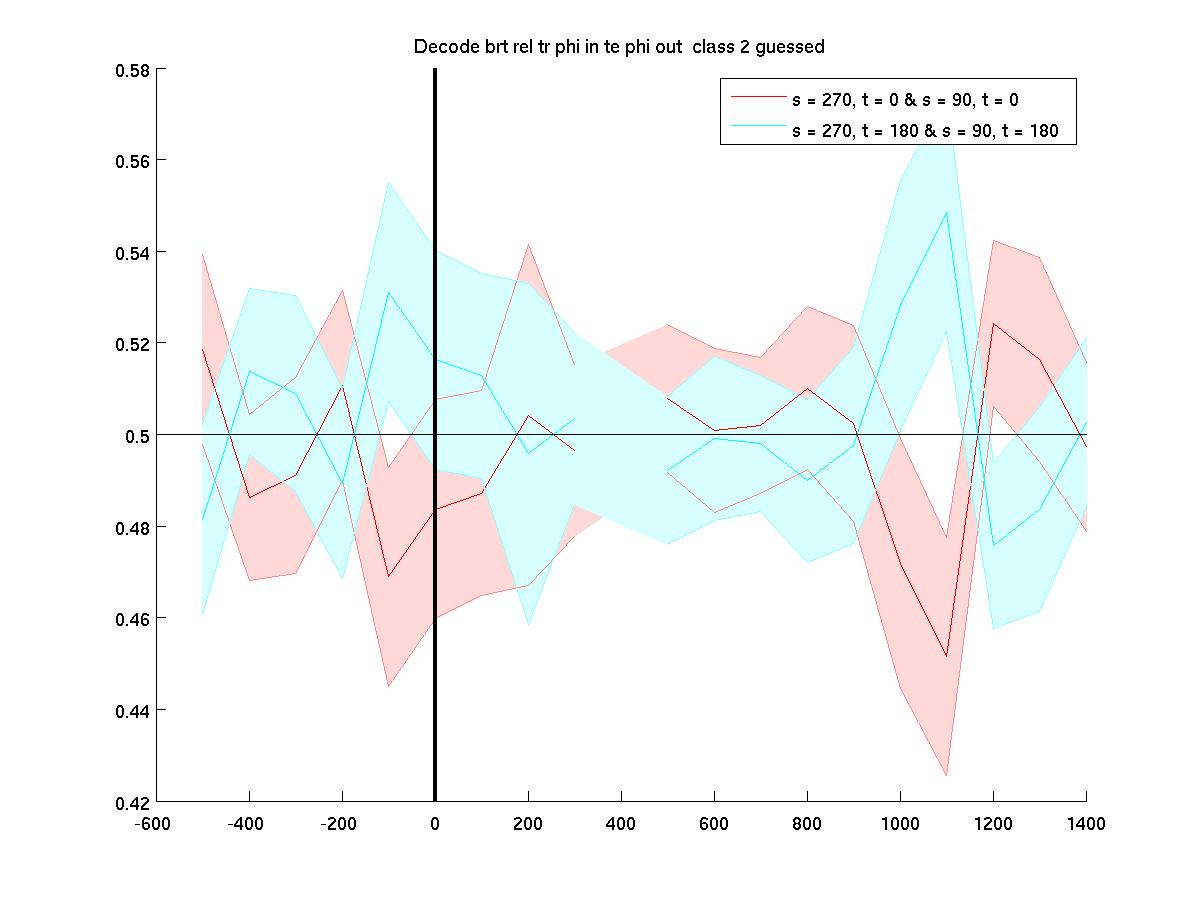 Decode brt rel tr phi in te phi out  class 2 guessed
s = 270, t = 0 & s = 90, t = 0
s = 270, t = 180 & s = 90, t = 180
0.58
0.56
0.54
0.52
0.5
0.48
0.46
0.44
0.42
-600 -400 -200 0 200 400 600 800 1000 1200 1400